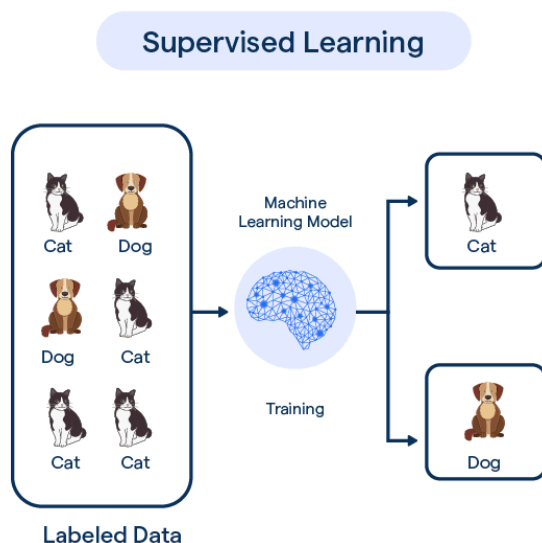 Supervised Learning
Cat Dog
Dog Cat
Cat Cat
Labeled Data
Machine
Learning Model
Training
Cat
Dog